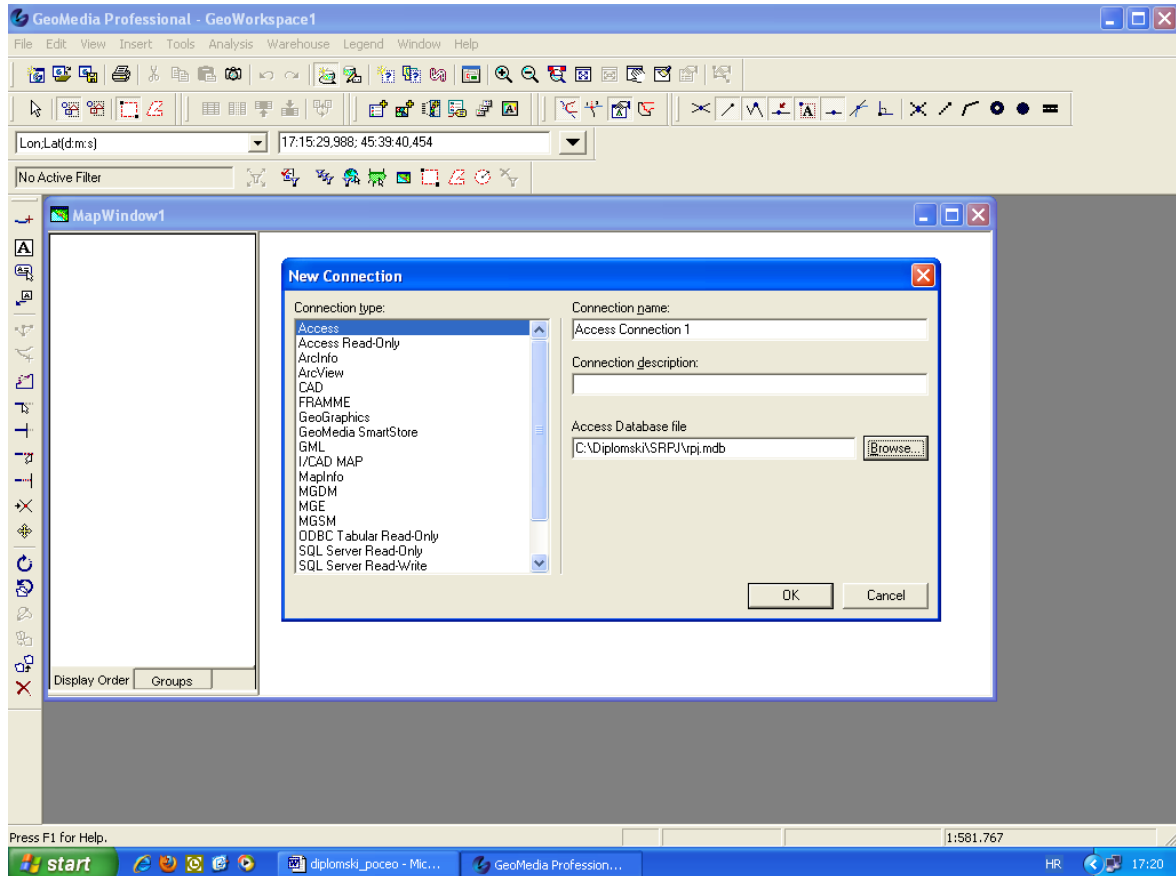 GeoMedia Professional - GeoWorkspace1
File Edit View Insert Tools Analysis Warehouse Legend Window Help
Lon;Lat(d:m:s) 17:15:29,988; 45:39:40,454
No Active Filter
MapWindow1
New Connection
Connection type:
Access
Access Read-Only
ArcInfo
ArcView
CAD
FRAMME
GeoGraphics
GeoMedia SmartStore
GML
I/CAD MAP
MapInfo
MGDM
MGE
MGSM
ODBC Tabular Read-Only
SQL Server Read-Only
SQL Server Read-Write
Connection name:
Access Connection 1
Connection description:
Access Database file
C:\Diplomski\SRPJ\rpj.mdb Browse...
OK Cancel
Display Order Groups
Press F1 for Help. 1:581.767
start diplomski_poceo - Mic... GeoMedia Profession... HR 17:20